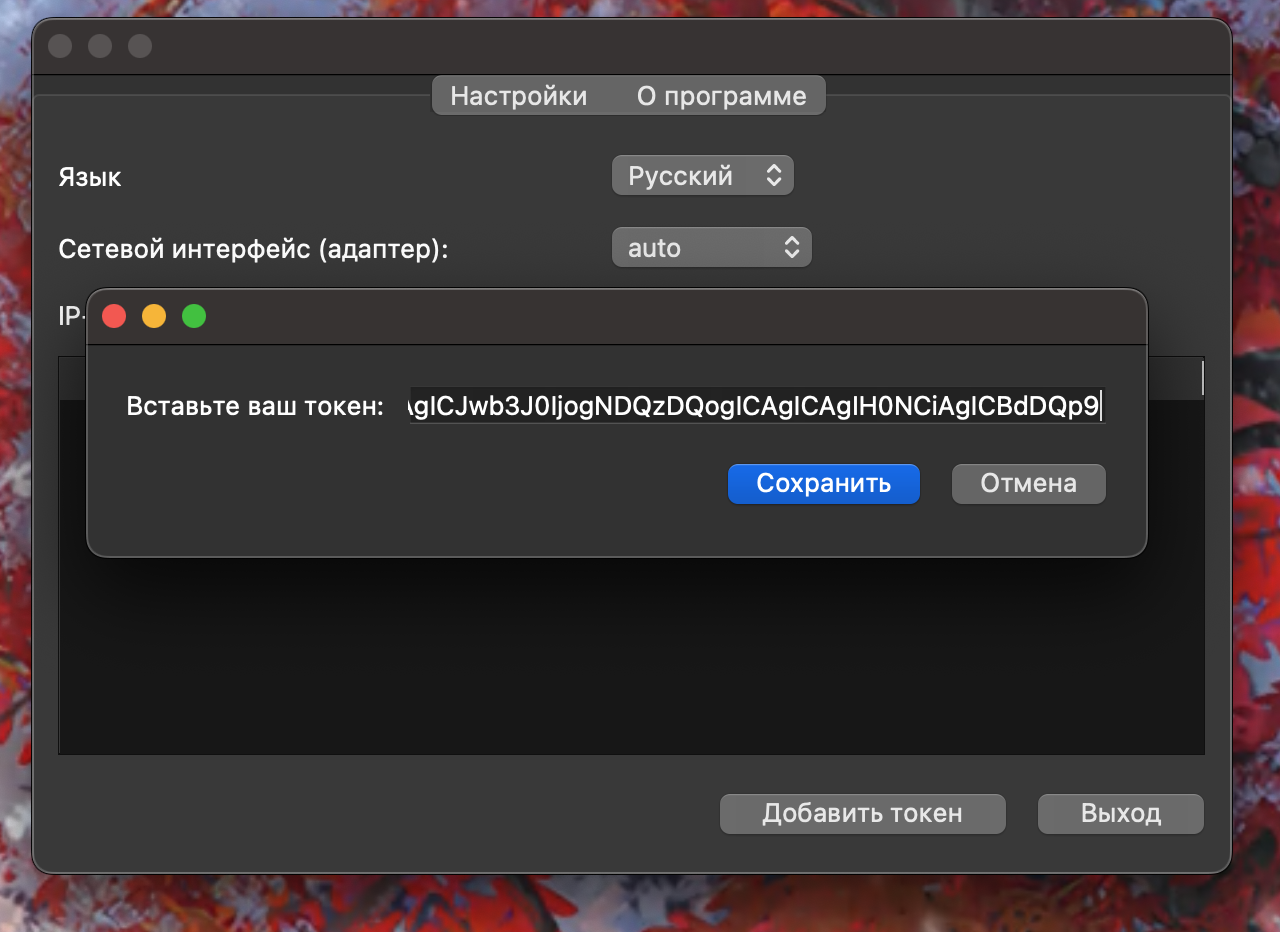 Настройки О программе
Язык Русский
Сетевой интерфейс (адаптер): auto
IP-
Вставьте ваш токен: AgICJwb3J0IjogNDQzDQogICAgICAgIH0NCiAgICBdDQp9
Сохранить Отмена
Добавить токен Выход